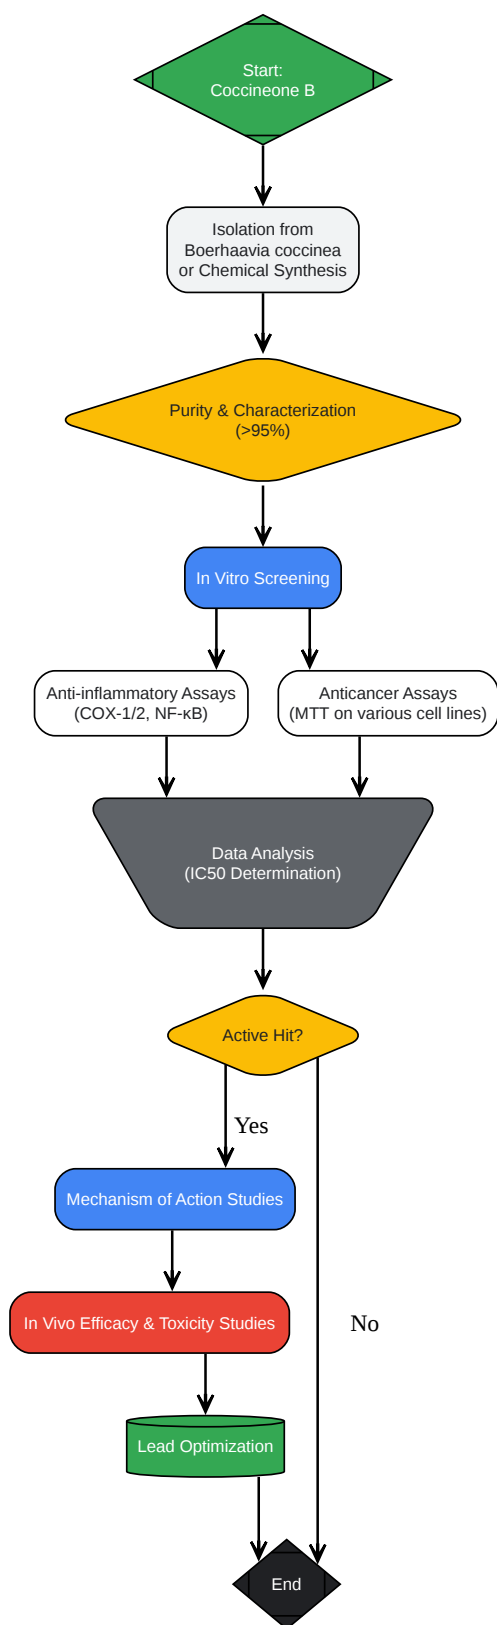 Start:
Coccineone B
Isolation from
Boerhaavia coccinea
or Chemical Synthesis
Purity & Characterization
(>95%)
In Vitro Screening
Anti-inflammatory Assays
(COX-1/2, NF-κB)
Anticancer Assays
(MTT on various cell lines)
Data Analysis
(IC50 Determination)
Active Hit?
Yes
Mechanism of Action Studies
In Vivo Efficacy & Toxicity Studies
No
Lead Optimization
End